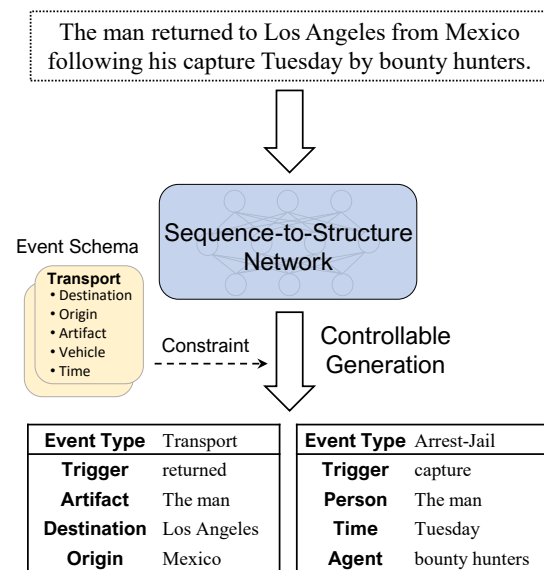 The man returned to Los Angeles from Mexico
following his capture Tuesday by bounty hunters.
Sequence-to-Structure
Network
Event Schema
Transport
• Destination
• Origin
• Artifact
• Vehicle
• Time
Constraint
Controllable
Generation
Event Type Transport
Trigger returned
Artifact The man
Destination Los Angeles
Origin Mexico
Event Type Arrest-Jail
Trigger capture
Person The man
Time Tuesday
Agent bounty hunters